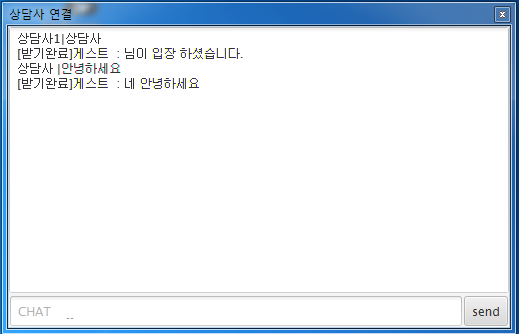 상담사 연결
상담사1|상담사
[받기완료]게스트 : 님이 입장 하셨습니다.
상담사 |안녕하세요
[받기완료]게스트 : 네 안녕하세요
CHAT
send